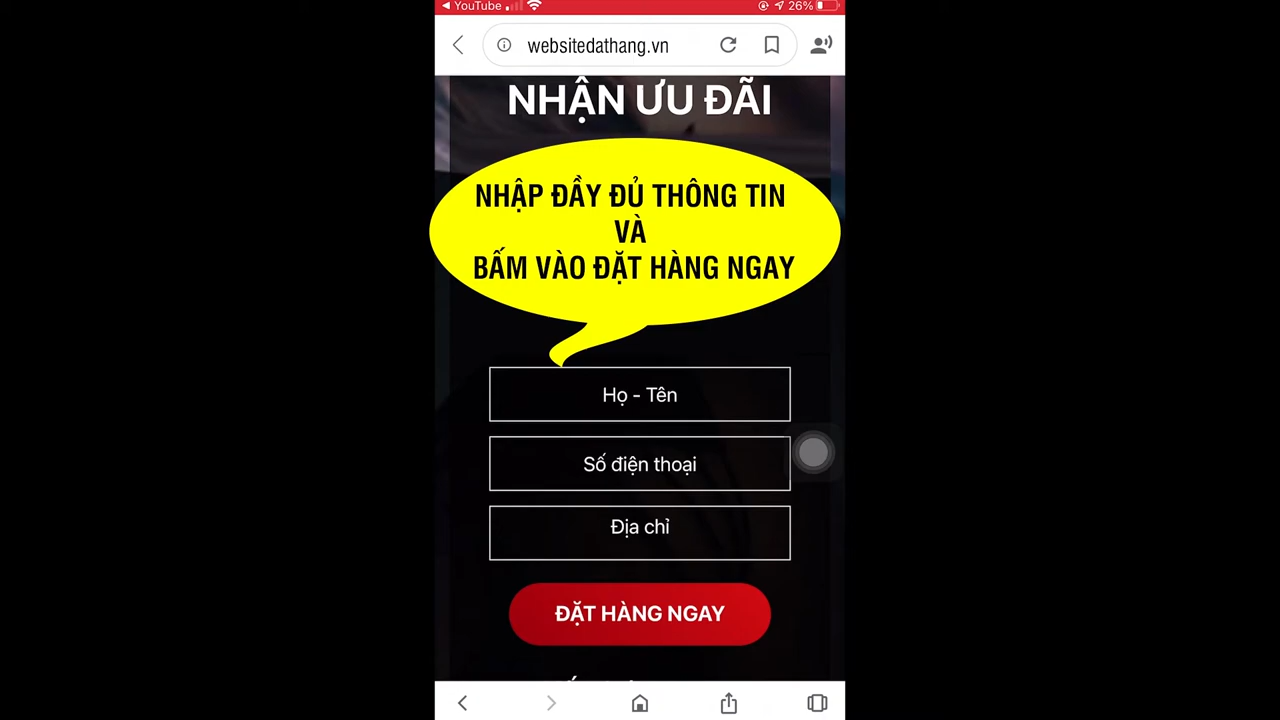 YouTube
26%
websitedathang.vn
NHẬN ƯU ĐÃI
NHẬP ĐẦY ĐỦ THÔNG TIN
VÀ
BẤM VÀO ĐẶT HÀNG NGAY
Họ - Tên
Số điện thoại
Địa chỉ
ĐẶT HÀNG NGAY